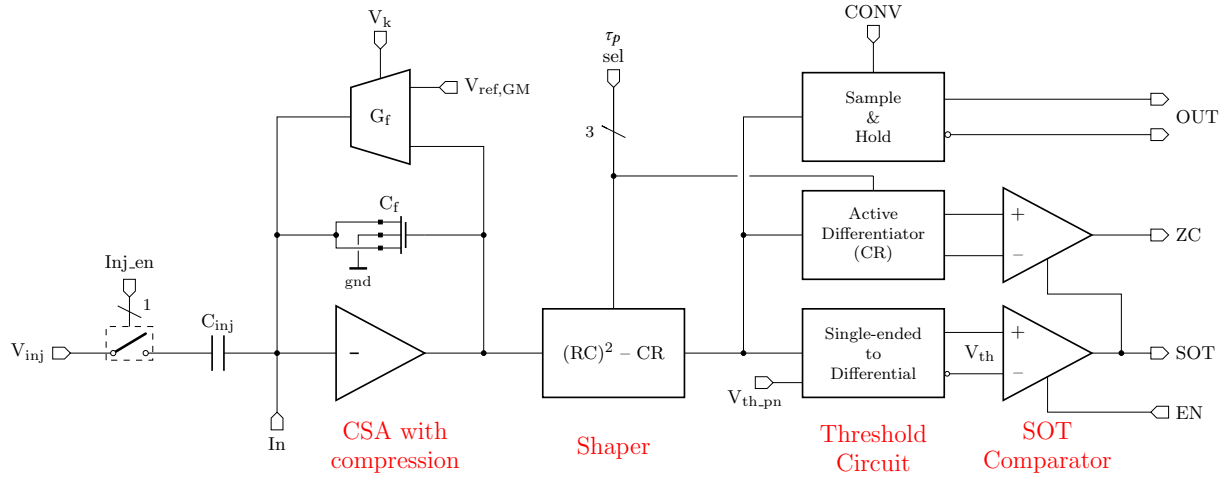 V_k
τ_p
sel
CONV
V_ref,GM
G_f
3
Sample
&
Hold
OUT
C_f
gnd
Active
Differentiator
(CR)
+
−
ZC
Inj_en
1
C_inj
V_inj
-
(RC)² – CR
Single-ended
to
Differential
V_th
+
−
SOT
V_th_pn
EN
In
CSA with
compression
Shaper
Threshold
Circuit
SOT
Comparator